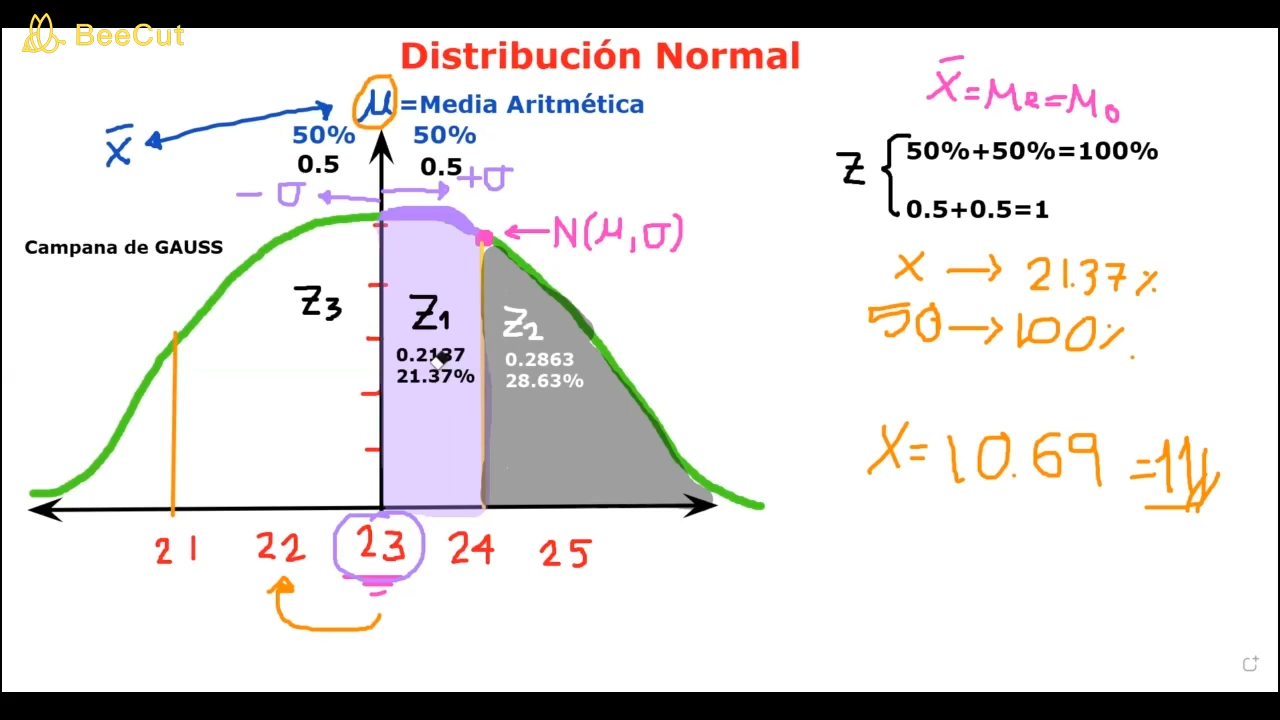 BeeCut
Distribución Normal
μ =Media Aritmética
x̄
50% 50%
0.5 0.5
- σ +σ
Campana de GAUSS
N(μ,σ)
Z3
Z1
0.2137
21.37%
Z2
0.2863
28.63%
21 22 23 24 25
X̄=Me=Mo
Z
50%+50%=100%
0.5+0.5=1
x → 21.37%
50 → 100%.
X= 10.69 =11